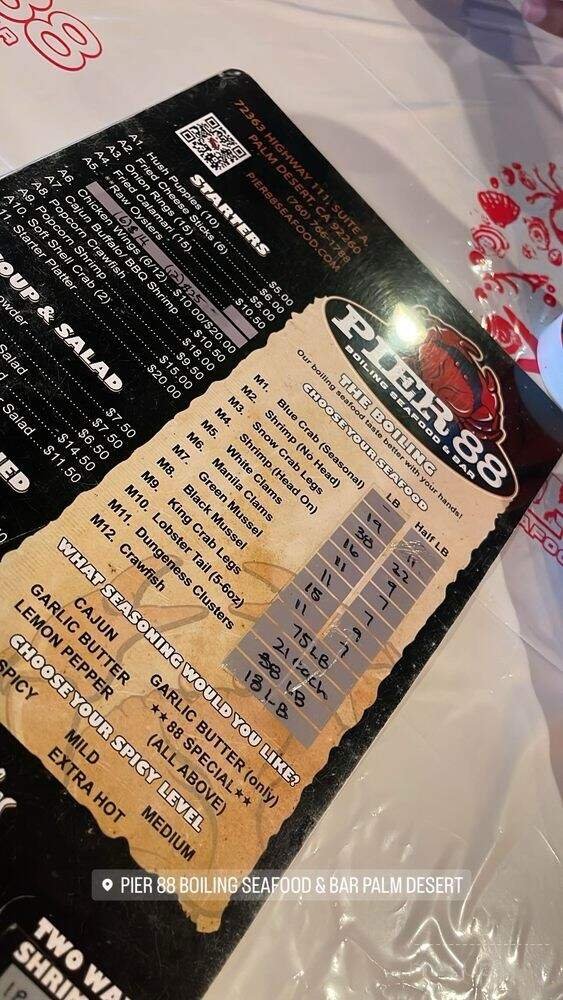 88
72363 HIGHWAY 111, SUITE A,
PALM DESERT, CA 92260
(760)
PIER88SEAFOOD.COM
STARTERS
A1. Hush Puppies (10) $5.00
A2. Fried Cheese Sticks (6) $6.00
A3. Onion Rings (15) $5.00
A4. Fried Calamari (15) $10.50
A5. **Raw Oysters
A6. Chicken Wings (6/12) $10.00/$20.00
A7. Cajun Buffalo/ BBQ Shrimp $10.50
A8. Popcorn Crawfish $18.00
A9. Popcorn Shrimp $9.50
A10. Soft Shell Crab (2) $15.00
Starter Platter $20.00
SOUP & SALAD
$7.50
$7.50
Salad $6.50
$14.50
Salad $11.50
PIER 88
BOILING SEAFOOD & BAR
THE BOILING
Our boiling seafood taste better with your hands!
CHOOSE YOUR SEAFOOD
LB Half LB
M1. Blue Crab (Seasonal)
M2. Shrimp (No Head) 19 11
M3. Snow Crab Legs 38 22
M4. Shrimp (Head On) 16 9
M5. White Clams 11 7
M6. Manila Clams 11 7
M7. Green Mussel 15 9
M8. Black Mussel 11 7
M9. King Crab Legs 75 LB
M10. Lobster Tail (5-6oz) 21 Each
M11. Dungeness Clusters 58 LB
M12. Crawfish 13 LB
WHAT SEASONING WOULD YOU LIKE?
CAJUN
GARLIC BUTTER
LEMON PEPPER
GARLIC BUTTER (only)
**88 SPECIAL**
(ALL ABOVE)
CHOOSE YOUR SPICY LEVEL
SPICY
MILD
MEDIUM
EXTRA HOT
PIER 88 BOILING SEAFOOD & BAR PALM DESERT
TWO WA
SHRIM